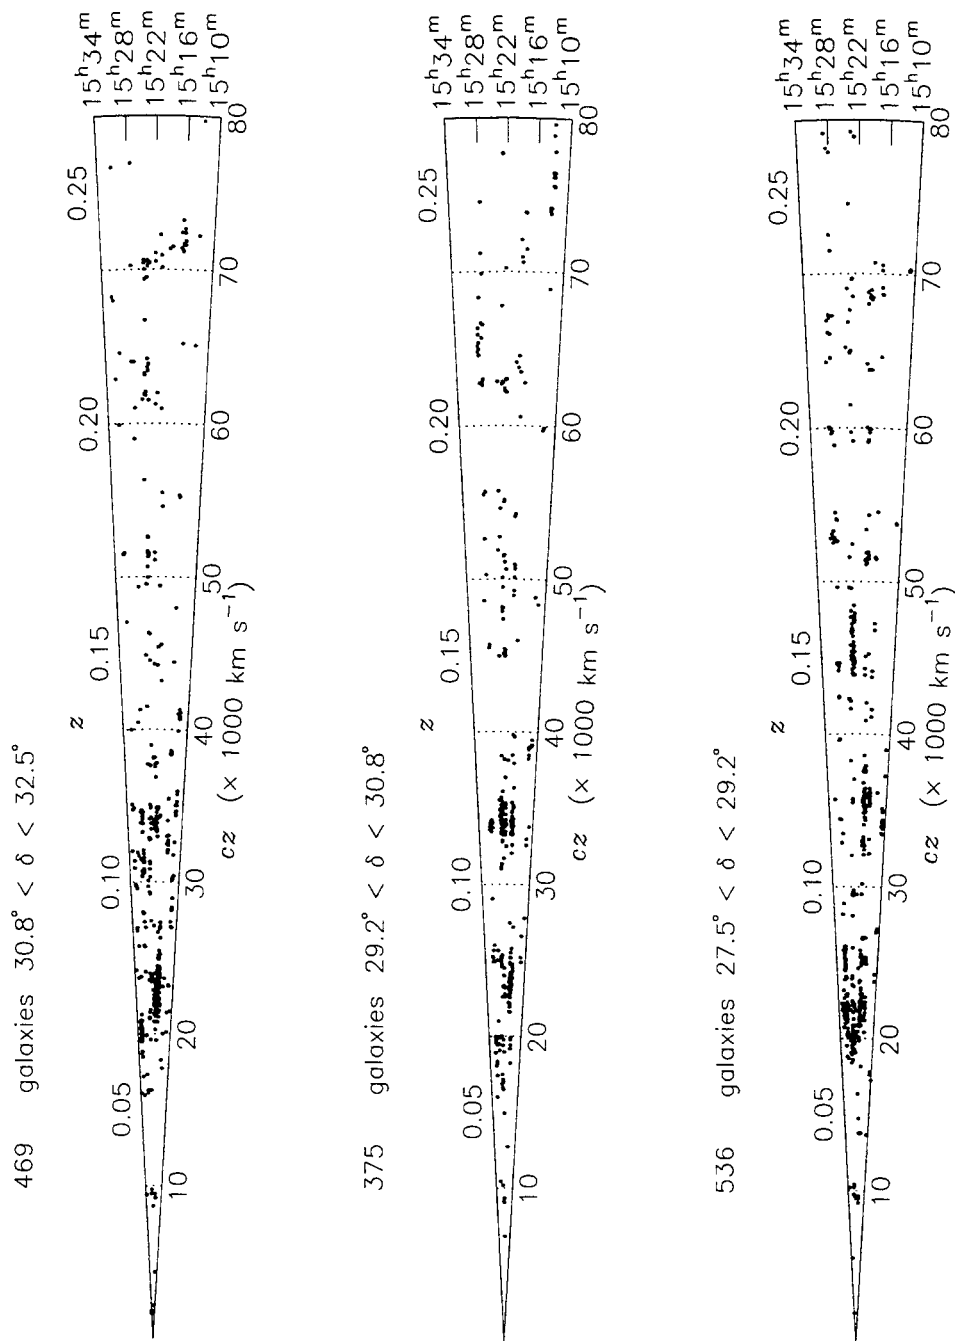 469 galaxies 30.8° < δ < 32.5°
z
0.05
0.10
0.15
0.20
0.25
15ʰ34ᵐ
15ʰ28ᵐ
15ʰ22ᵐ
15ʰ16ᵐ
15ʰ10ᵐ
10
20
30
40
50
60
70
80
cz (× 1000 km s⁻¹)
375 galaxies 29.2° < δ < 30.8°
z
0.05
0.10
0.15
0.20
0.25
15ʰ34ᵐ
15ʰ28ᵐ
15ʰ22ᵐ
15ʰ16ᵐ
15ʰ10ᵐ
10
20
30
40
50
60
70
80
cz (× 1000 km s⁻¹)
536 galaxies 27.5° < δ < 29.2°
z
0.05
0.10
0.15
0.20
0.25
15ʰ34ᵐ
15ʰ28ᵐ
15ʰ22ᵐ
15ʰ16ᵐ
15ʰ10ᵐ
10
20
30
40
50
60
70
80
cz (× 1000 km s⁻¹)